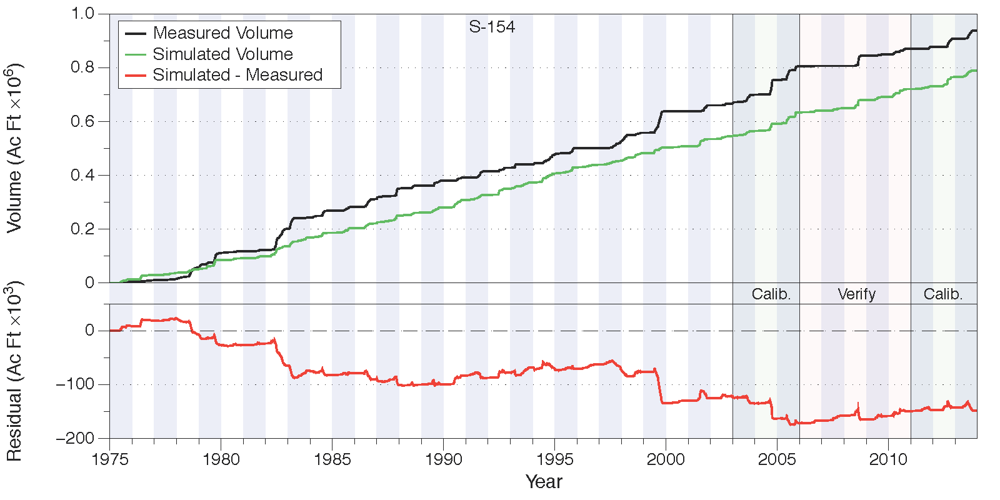 S-154
Measured Volume
Simulated Volume
Simulated - Measured
Volume (Ac Ft ×10⁶)
1.0
0.8
0.6
0.4
0.2
0
Calib.
Verify
Calib.
Residual (Ac Ft ×10³)
0
−100
−200
1975 1980 1985 1990 1995 2000 2005 2010
Year